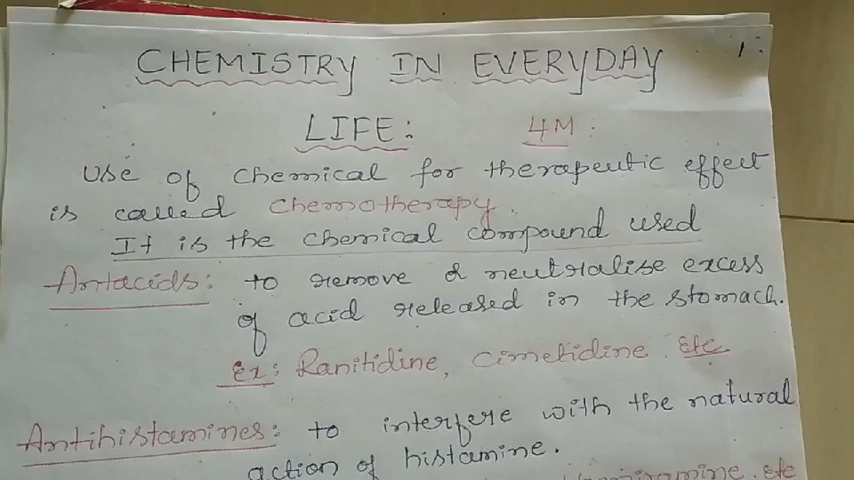 1:
CHEMISTRY IN EVERYDAY
LIFE: 4M.
Use of chemical for therapeutic effect
is called chemotherapy.
It is the chemical compound used
Antacids: to remove & neutralise excess
of acid released in the stomach.
Ex: Ranitidine, Cimetidine. Etc
Antihistamines: to interfere with the natural
action of histamine.
etc